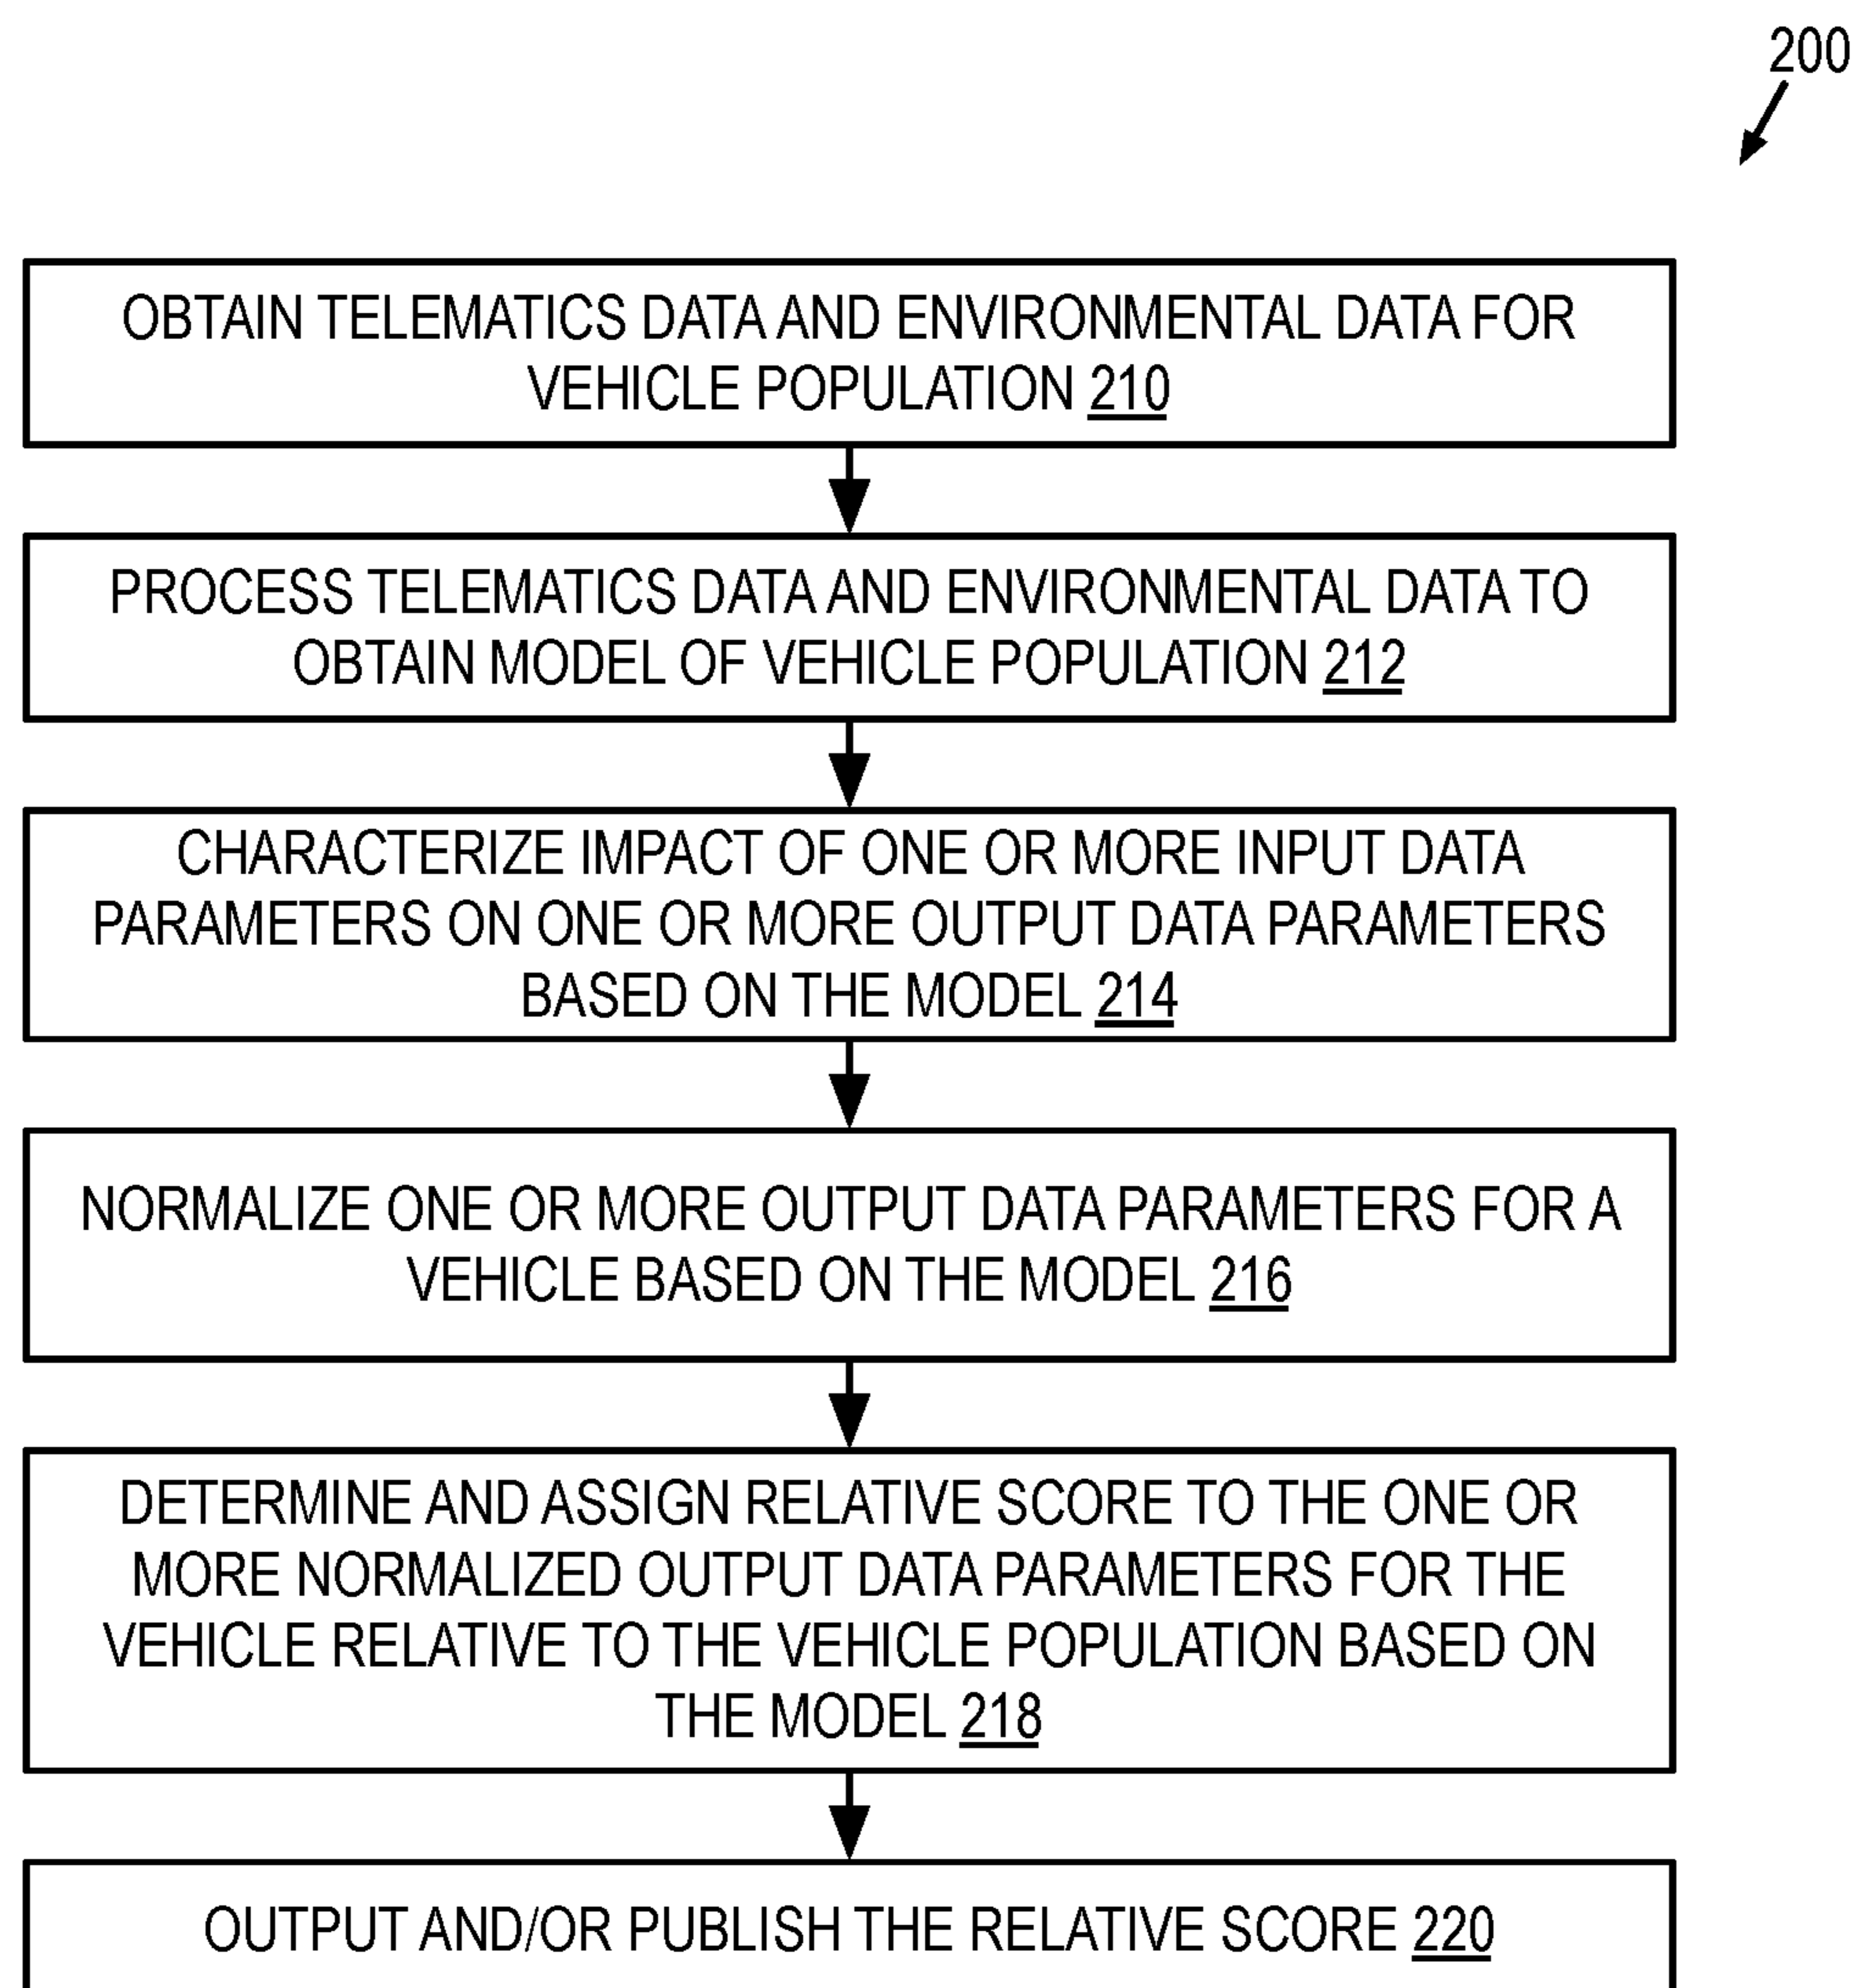 200
OBTAIN TELEMATICS DATA AND ENVIRONMENTAL DATA FOR
VEHICLE POPULATION 210
PROCESS TELEMATICS DATA AND ENVIRONMENTAL DATA TO
OBTAIN MODEL OF VEHICLE POPULATION 212
CHARACTERIZE IMPACT OF ONE OR MORE INPUT DATA
PARAMETERS ON ONE OR MORE OUTPUT DATA PARAMETERS
BASED ON THE MODEL 214
NORMALIZE ONE OR MORE OUTPUT DATA PARAMETERS FOR A
VEHICLE BASED ON THE MODEL 216
DETERMINE AND ASSIGN RELATIVE SCORE TO THE ONE OR
MORE NORMALIZED OUTPUT DATA PARAMETERS FOR THE
VEHICLE RELATIVE TO THE VEHICLE POPULATION BASED ON
THE MODEL 218
OUTPUT AND/OR PUBLISH THE RELATIVE SCORE 220